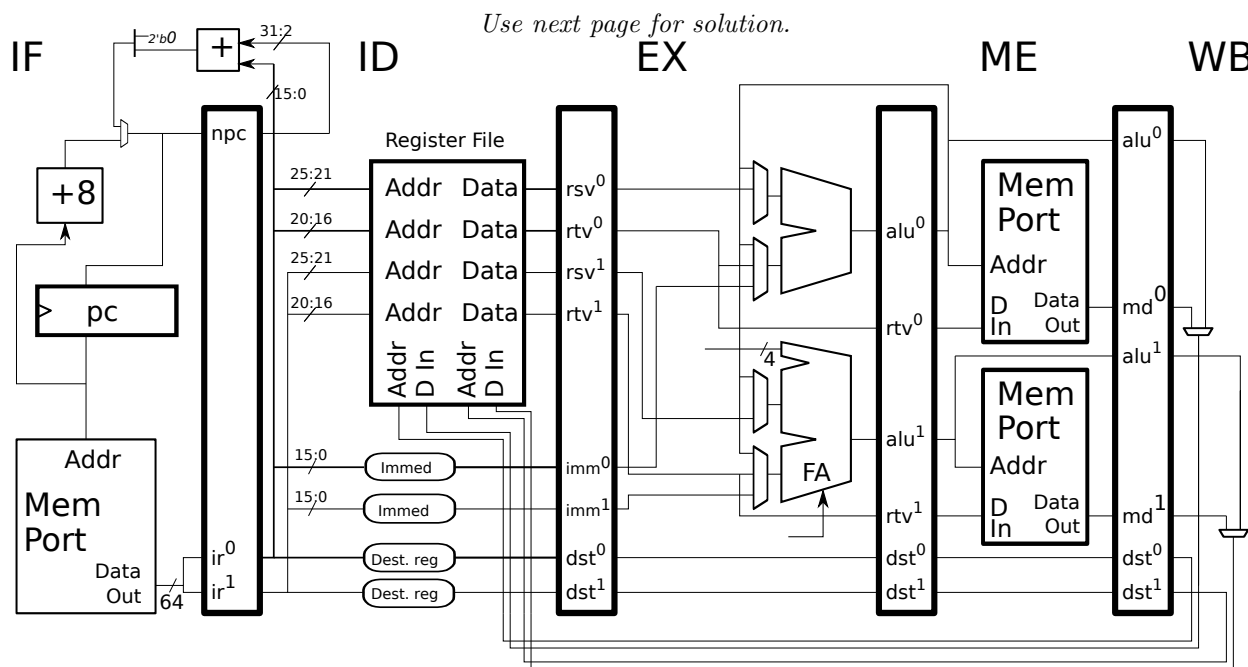 Use next page for solution.
IF ID EX ME WB
2'b0 + 31:2
15:0
npc
+8
pc
Addr
Mem
Port
Data
Out
64
ir0
ir1
25:21
20:16
25:21
20:16
15:0
15:0
Register File
Addr Data
Addr Data
Addr Data
Addr Data
Addr
D In
Addr
D In
Immed
Immed
Dest. reg
Dest. reg
rsv0
rtv0
rsv1
rtv1
imm0
imm1
dst0
dst1
4
FA
alu0
rtv0
alu1
rtv1
dst0
dst1
Mem
Port
Addr
D In
Data Out
Mem
Port
Addr
D In
Data Out
alu0
md0
alu1
md1
dst0
dst1